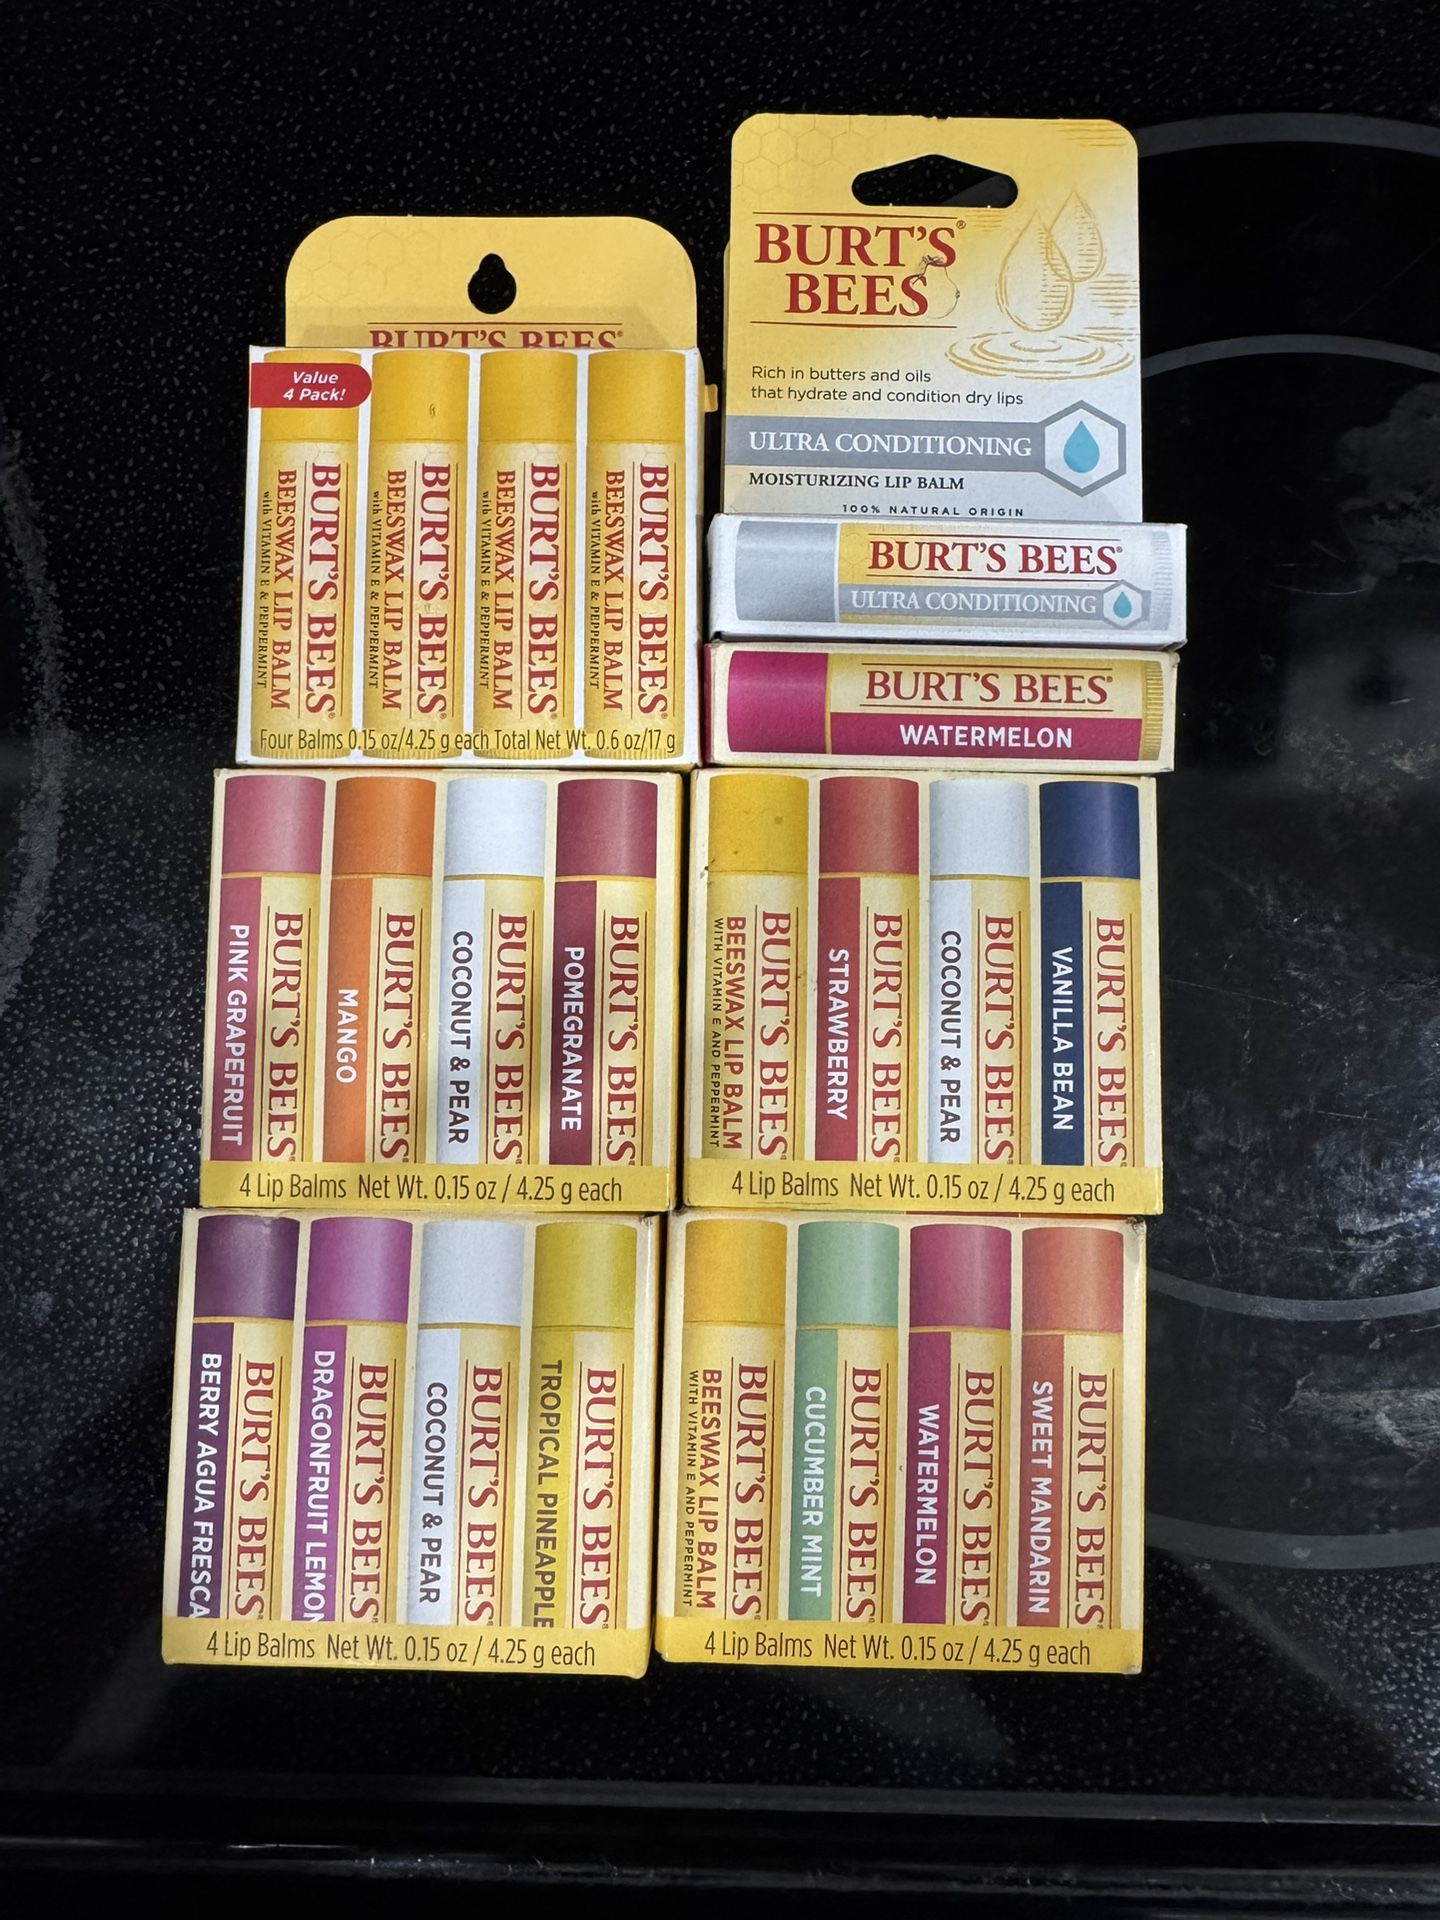 BURT'S BEES®
Value
4 Pack!
BURT'S BEES®
BEESWAX LIP BALM
with VITAMIN E & PEPPERMINT
BURT'S BEES®
BEESWAX LIP BALM
with VITAMIN E & PEPPERMINT
BURT'S BEES®
BEESWAX LIP BALM
with VITAMIN E & PEPPERMINT
BURT'S BEES®
BEESWAX LIP BALM
with VITAMIN E & PEPPERMINT
Four Balms 0.15 oz/4.25 g each Total Net Wt. 0.6 oz/17 g
BURT'S®
BEES
Rich in butters and oils
that hydrate and condition dry lips
ULTRA CONDITIONING
MOISTURIZING LIP BALM
100% NATURAL ORIGIN
BURT'S BEES®
ULTRA CONDITIONING
BURT'S BEES®
WATERMELON
BURT'S BEES®
PINK GRAPEFRUIT
BURT'S BEES®
MANGO
BURT'S BEES®
COCONUT & PEAR
BURT'S BEES®
POMEGRANATE
4 Lip Balms Net Wt. 0.15 oz / 4.25 g each
BURT'S BEES®
BEESWAX LIP BALM
WITH VITAMIN E AND PEPPERMINT
BURT'S BEES®
STRAWBERRY
BURT'S BEES®
COCONUT & PEAR
BURT'S BEES®
VANILLA BEAN
4 Lip Balms Net Wt. 0.15 oz / 4.25 g each
BURT'S BEES®
BERRY AGUA FRESCA
BURT'S BEES®
DRAGONFRUIT LEMON
BURT'S BEES®
COCONUT & PEAR
BURT'S BEES®
TROPICAL PINEAPPLE
4 Lip Balms Net Wt. 0.15 oz / 4.25 g each
BURT'S BEES®
BEESWAX LIP BALM
WITH VITAMIN E AND PEPPERMINT
BURT'S BEES®
CUCUMBER MINT
BURT'S BEES®
WATERMELON
BURT'S BEES®
SWEET MANDARIN
4 Lip Balms Net Wt. 0.15 oz / 4.25 g each